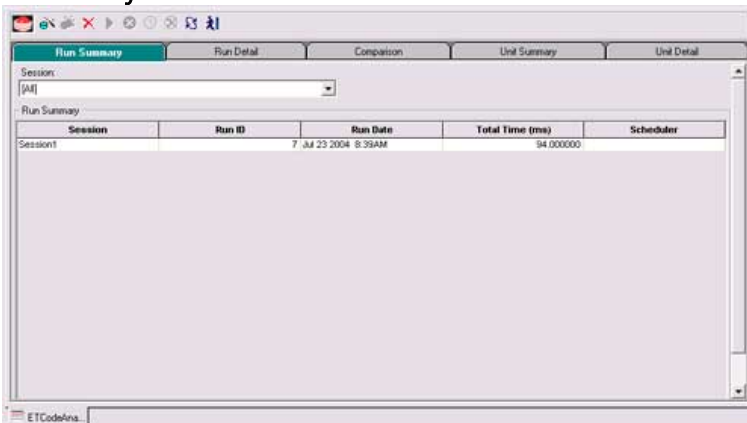 Run Summary Run Detail Comparison Unit Summary Unit Detail
Session:
[All]
Run Summary
Session Run ID Run Date Total Time (ms) Scheduler
Session1 7 Jul 23 2004 8:39AM 94.000000
ETCodeAna...